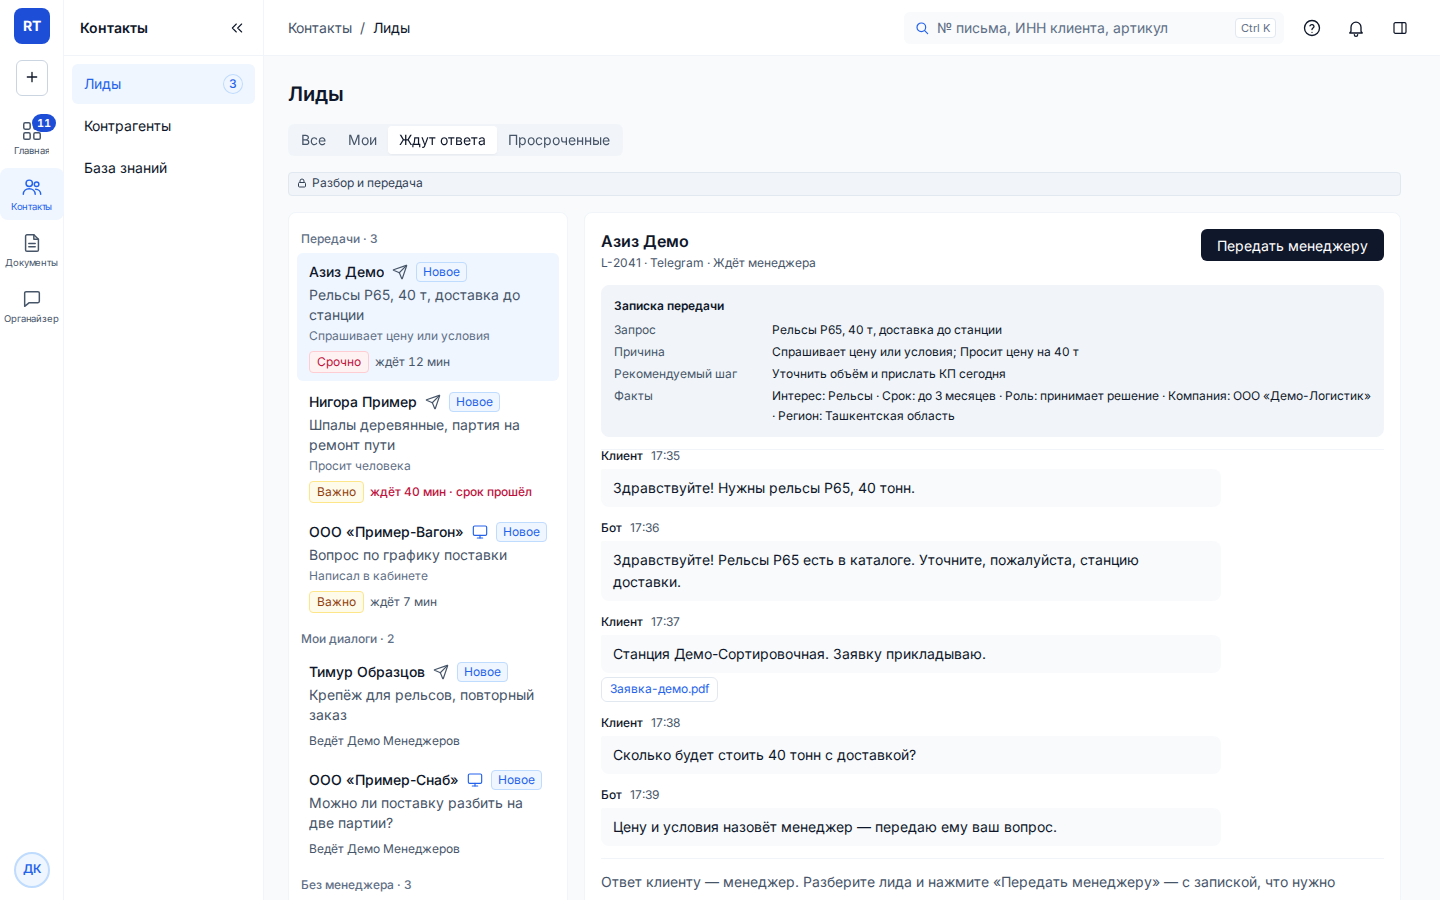 RT
Контакты
Контакты / Лиды
№ письма, ИНН клиента, артикул
Ctrl K
11
Главная
Контакты
Документы
Органайзер
ДК
Лиды
3
Контрагенты
База знаний
Лиды
Все
Мои
Ждут ответа
Просроченные
Разбор и передача
Передачи · 3
Азиз Демо
Новое
Рельсы Р65, 40 т, доставка до
станции
Спрашивает цену или условия
Срочно ждёт 12 мин
Нигора Пример
Новое
Шпалы деревянные, партия на
ремонт пути
Просит человека
Важно ждёт 40 мин · срок прошёл
ООО «Пример-Вагон»
Новое
Вопрос по графику поставки
Написал в кабинете
Важно ждёт 7 мин
Мои диалоги · 2
Тимур Образцов
Новое
Крепёж для рельсов, повторный
заказ
Ведёт Демо Менеджеров
ООО «Пример-Снаб»
Новое
Можно ли поставку разбить на
две партии?
Ведёт Демо Менеджеров
Без менеджера · 3
Азиз Демо
L-2041 · Telegram · Ждёт менеджера
Передать менеджеру
Записка передачи
Запрос Рельсы Р65, 40 т, доставка до станции
Причина Спрашивает цену или условия; Просит цену на 40 т
Рекомендуемый шаг Уточнить объём и прислать КП сегодня
Факты Интерес: Рельсы · Срок: до 3 месяцев · Роль: принимает решение · Компания: ООО «Демо-Логистик»
· Регион: Ташкентская область
Клиент 17:35
Здравствуйте! Нужны рельсы Р65, 40 тонн.
Бот 17:36
Здравствуйте! Рельсы Р65 есть в каталоге. Уточните, пожалуйста, станцию
доставки.
Клиент 17:37
Станция Демо-Сортировочная. Заявку прикладываю.
Заявка-демо.pdf
Клиент 17:38
Сколько будет стоить 40 тонн с доставкой?
Бот 17:39
Цену и условия назовёт менеджер — передаю ему ваш вопрос.
Ответ клиенту — менеджер. Разберите лида и нажмите «Передать менеджеру» — с запиской, что нужно